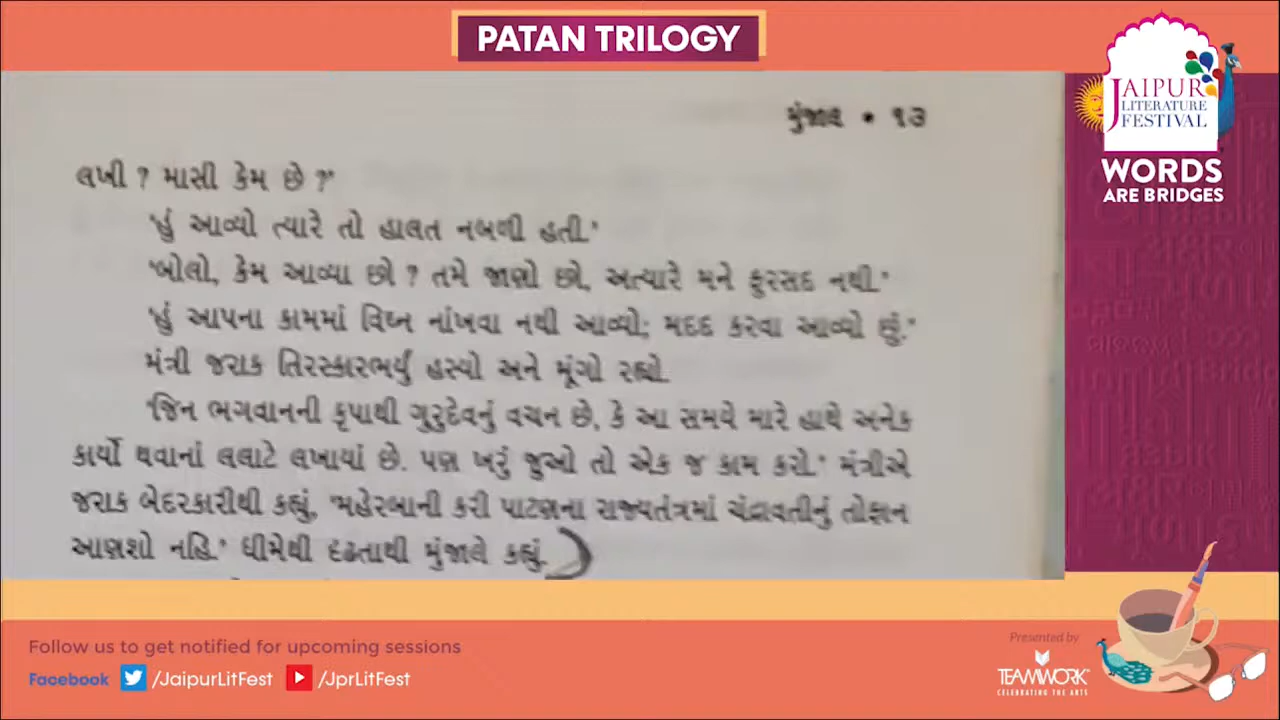 PATAN TRILOGY
JAIPUR
LITERATURE
FESTIVAL
WORDS
ARE BRIDGES
મુંજાલ • ૧૩
લખી ? માસી કેમ છે ?'
'હું આવ્યો ત્યારે તો હાલત નબળી હતી.'
'બોલો, કેમ આવ્યા છો ? તમે જાણો છો, અત્યારે મને ફુરસદ નથી.'
'હું આપના કામમાં વિઘ્ન નાંખવા નથી આવ્યો; મદદ કરવા આવ્યો છું.'
મંત્રી જરાક તિરસ્કારભર્યું હસ્યો અને મૂંગો રહ્યો.
'જિન ભગવાનની કૃપાથી ગુરુદેવનું વચન છે, કે આ સમયે મારે હાથે અનેક
કાર્યો થવાનાં લલાટે લખાયાં છે. પણ ખરું જુઓ તો એક જ કામ કરો.' મંત્રીએ
જરાક બેદરકારીથી કહ્યું, 'મહેરબાની કરી પાટણના રાજ્યતંત્રમાં ચંદ્રાવતીનું તોફાન
આણશો નહિ.' ધીમેથી દૃઢતાથી મુંજાલે કહ્યું.
Follow us to get notified for upcoming sessions
Facebook /JaipurLitFest /JprLitFest
Presented by
TEAMWORK
CELEBRATING THE ARTS